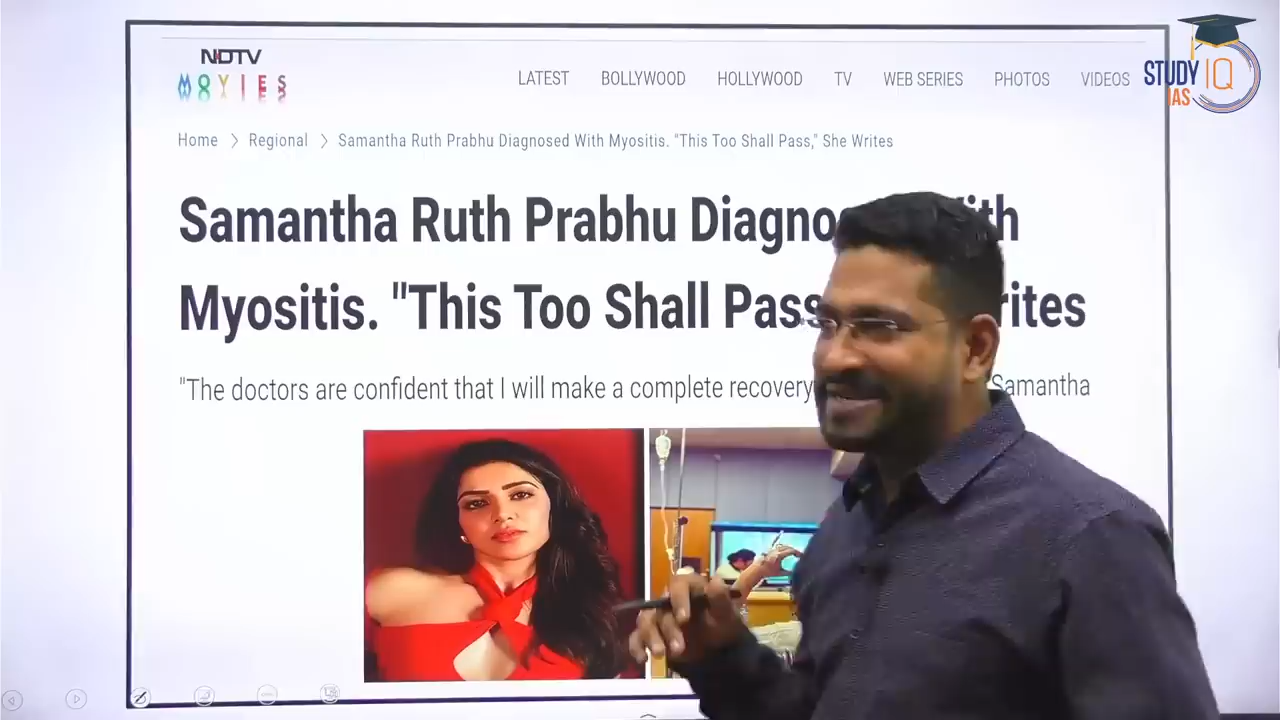 NDTV
MOVIES
LATEST BOLLYWOOD HOLLYWOOD TV WEB SERIES PHOTOS VIDEOS
STUDY IQ
IAS
Home > Regional > Samantha Ruth Prabhu Diagnosed With Myositis. "This Too Shall Pass," She Writes
Samantha Ruth Prabhu Diagno ith
Myositis. "This Too Shall Pass rites
"The doctors are confident that I will make a complete recovery Samantha